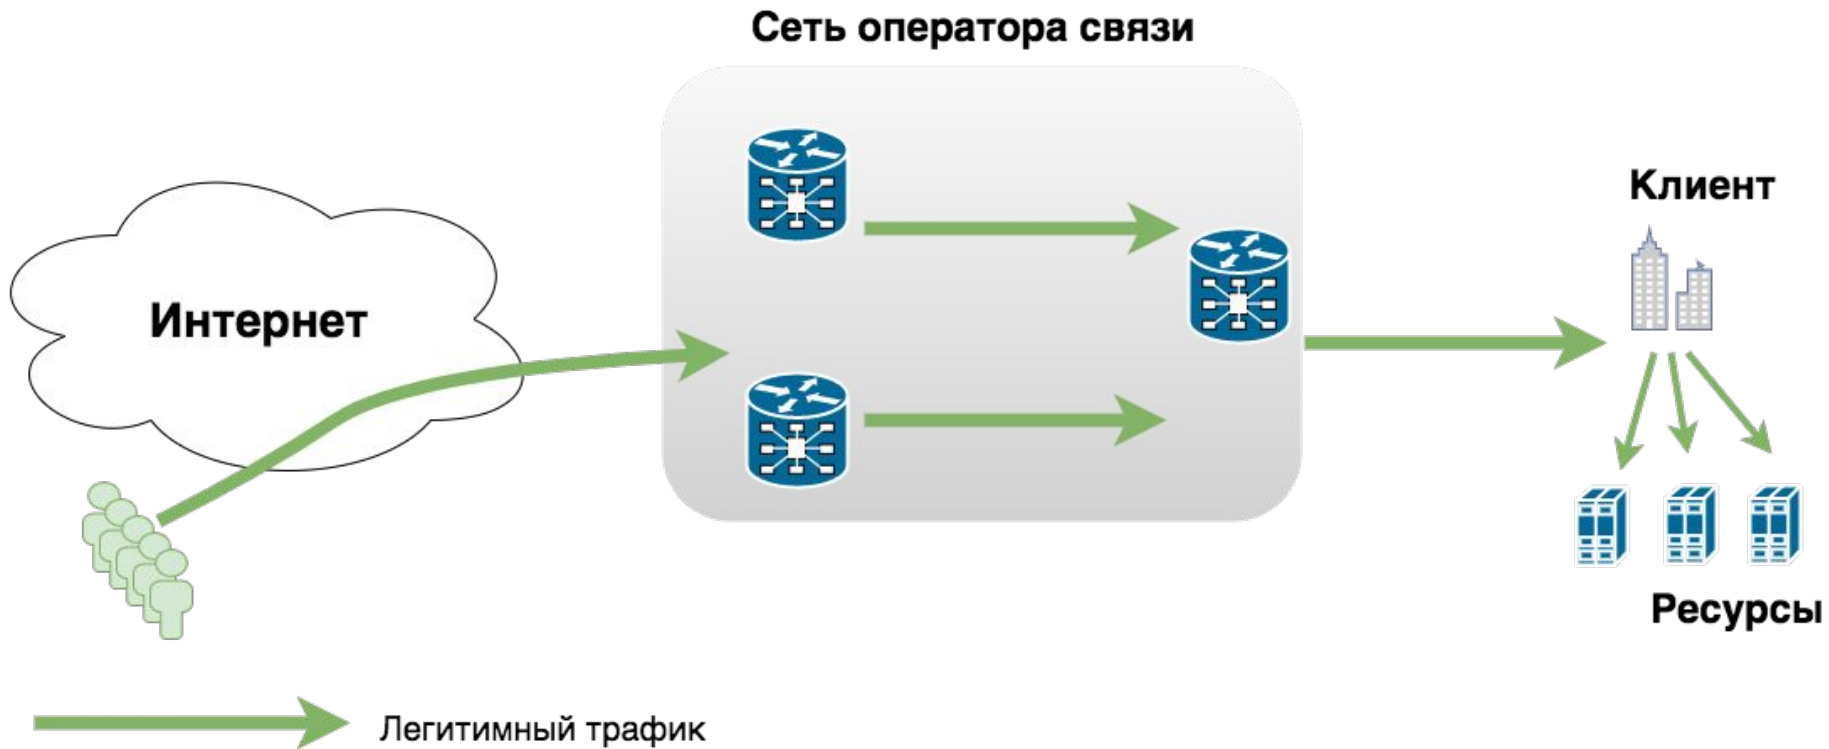 Сеть оператора связи
Клиент
Интернет
Ресурсы
Легитимный трафик